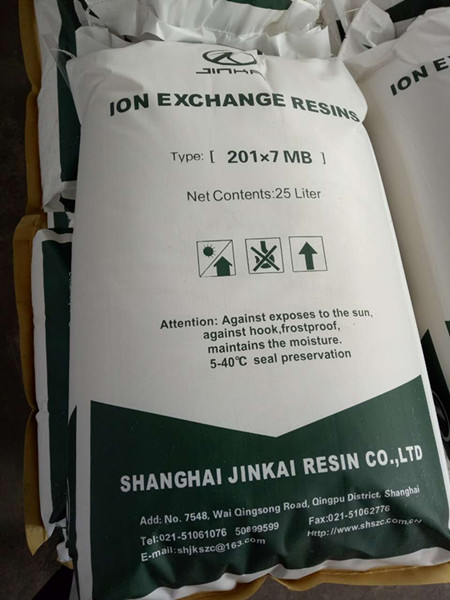 JINKAI
ION EXCHANGE RESINS
ION E
Type: [ 201×7 MB ]
Net Contents:25 Liter
Attention: Against exposes to the sun,
against hook,frostproof,
maintains the moisture.
5-40℃ seal preservation
SHANGHAI JINKAI RESIN CO.,LTD
Add: No. 7548, Wai Qingsong Road, Qingpu District, Shanghai
Tel:021-51061076 50899599 Fax:021-51062776
E-mail:shjkszc@163.com Http://www.shszc.com.cn